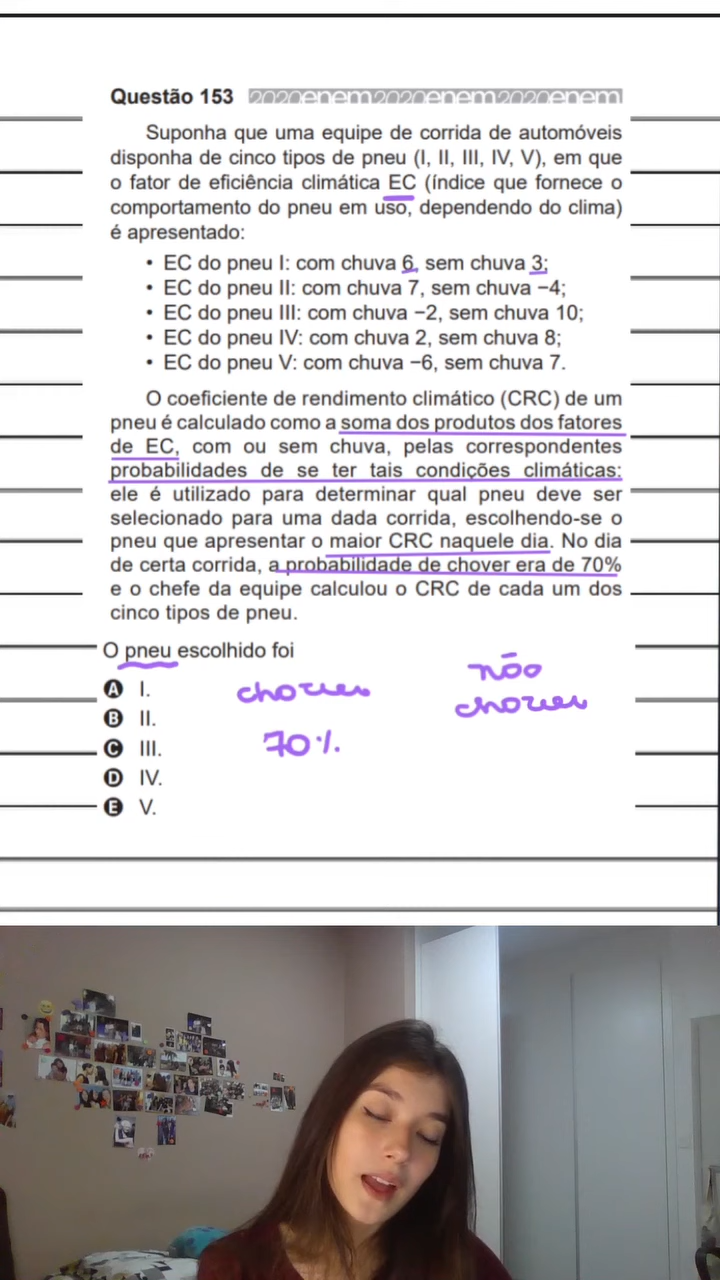 Questão 153 2020enem2020enem2020enem
Suponha que uma equipe de corrida de automóveis
disponha de cinco tipos de pneu (I, II, III, IV, V), em que
o fator de eficiência climática EC (índice que fornece o
comportamento do pneu em uso, dependendo do clima)
é apresentado:
• EC do pneu I: com chuva 6, sem chuva 3;
• EC do pneu II: com chuva 7, sem chuva −4;
• EC do pneu III: com chuva −2, sem chuva 10;
• EC do pneu IV: com chuva 2, sem chuva 8;
• EC do pneu V: com chuva −6, sem chuva 7.
O coeficiente de rendimento climático (CRC) de um
pneu é calculado como a soma dos produtos dos fatores
de EC, com ou sem chuva, pelas correspondentes
probabilidades de se ter tais condições climáticas;
ele é utilizado para determinar qual pneu deve ser
selecionado para uma dada corrida, escolhendo-se o
pneu que apresentar o maior CRC naquele dia. No dia
de certa corrida, a probabilidade de chover era de 70%
e o chefe da equipe calculou o CRC de cada um dos
cinco tipos de pneu.
O pneu escolhido foi
A I.
B II.
C III.
D IV.
E V.
chover
70%
não
chover